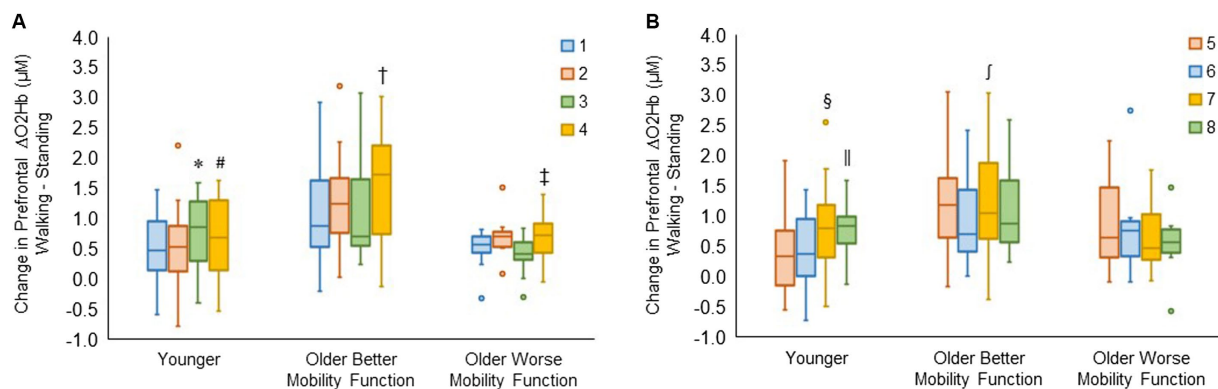 A
Change in Prefrontal ΔO2Hb (µM)
Walking - Standing
4.0
3.5
3.0
2.5
2.0
1.5
1.0
0.5
0.0
-0.5
-1.0
1
2
3
4
*
#
†
‡
Younger
Older Better
Mobility Function
Older Worse
Mobility Function
B
Change in Prefrontal ΔO2Hb (µM)
Walking - Standing
4.0
3.5
3.0
2.5
2.0
1.5
1.0
0.5
0.0
-0.5
-1.0
5
6
7
8
§
||
ʃ
Younger
Older Better
Mobility Function
Older Worse
Mobility Function